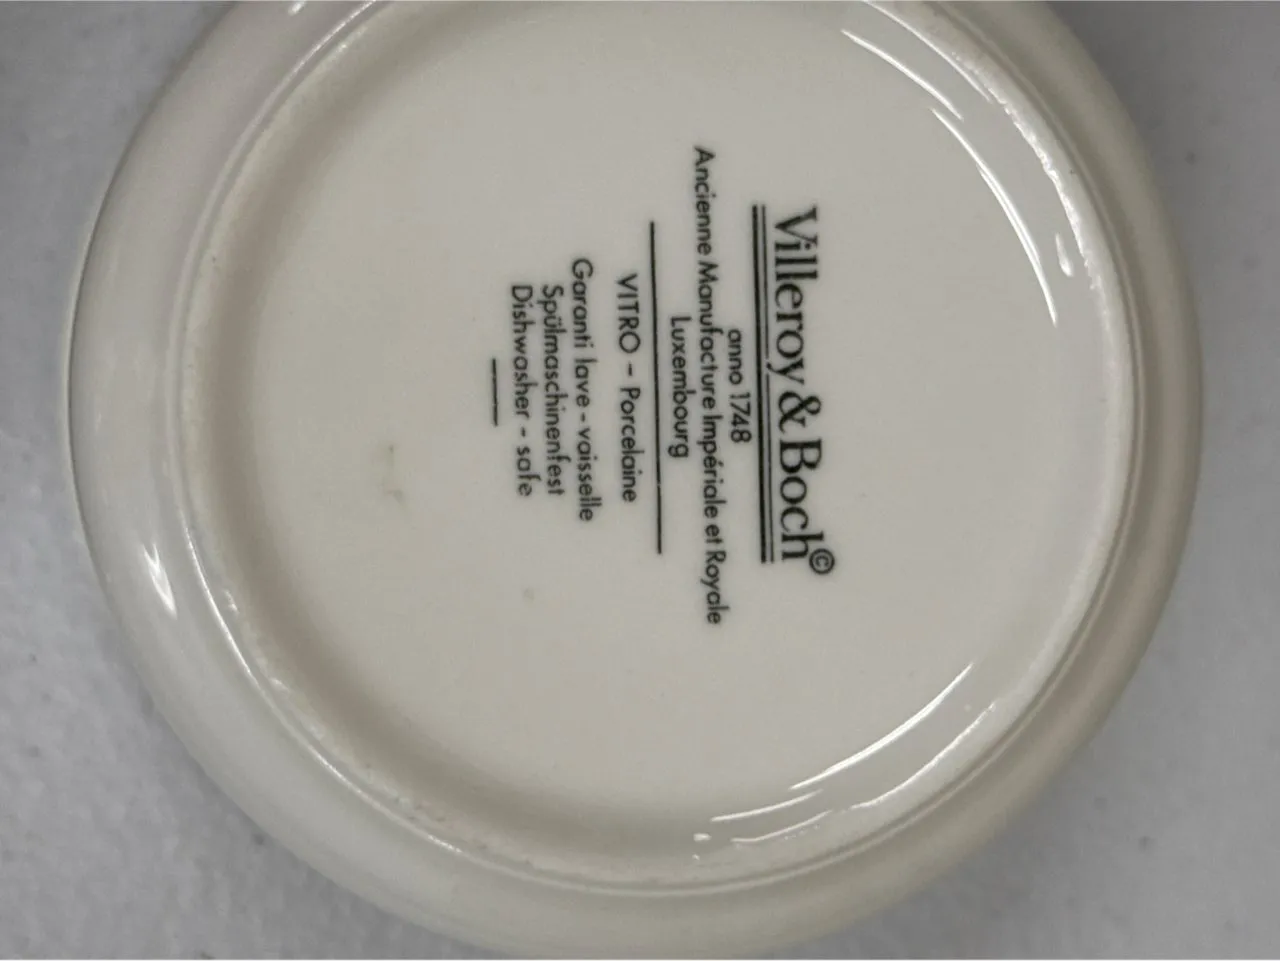 Villeroy & Boch©
anno 1748
Ancienne Manufacture Impériale et Royale
Luxembourg
VITRO – Porcelaine
Garanti lave - vaisselle
Spülmaschinenfest
Dishwasher - safe